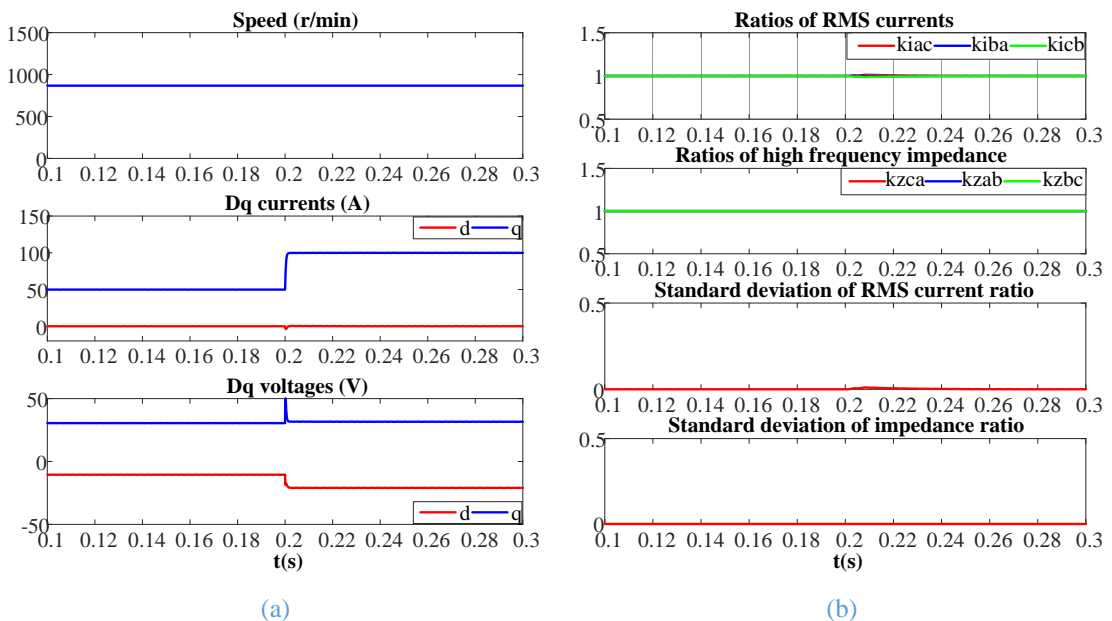 Speed (r/min)
1500
1000
500
0
0.1 0.12 0.14 0.16 0.18 0.2 0.22 0.24 0.26 0.28 0.3
Dq currents (A)
150
d q
100
50
0
0.1 0.12 0.14 0.16 0.18 0.2 0.22 0.24 0.26 0.28 0.3
Dq voltages (V)
50
0
-50
d q
0.1 0.12 0.14 0.16 0.18 0.2 0.22 0.24 0.26 0.28 0.3
t(s)
(a)
Ratios of RMS currents
1.5
kiac kiba kicb
1
0.5
0.1 0.12 0.14 0.16 0.18 0.2 0.22 0.24 0.26 0.28 0.3
Ratios of high frequency impedance
1.5
kzca kzab kzbc
1
0.5
0.1 0.12 0.14 0.16 0.18 0.2 0.22 0.24 0.26 0.28 0.3
Standard deviation of RMS current ratio
0.5
0
0.1 0.12 0.14 0.16 0.18 0.2 0.22 0.24 0.26 0.28 0.3
Standard deviation of impedance ratio
0.5
0
0.1 0.12 0.14 0.16 0.18 0.2 0.22 0.24 0.26 0.28 0.3
t(s)
(b)